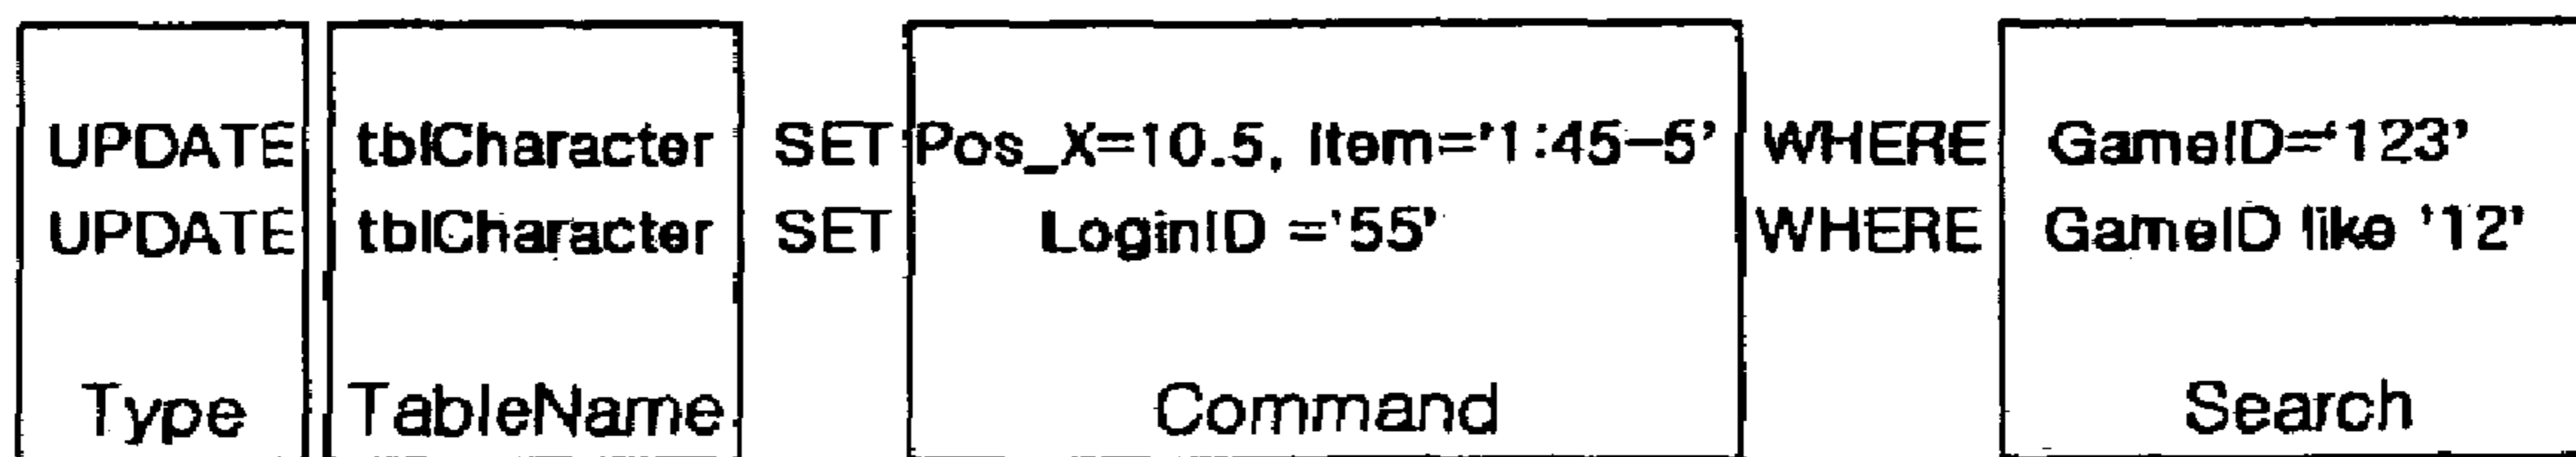 UPDATE tblCharacter SET Pos_X=10.5, Item='1:45-5' WHERE GameID='123'
UPDATE tblCharacter SET LoginID ='55' WHERE GameID like '12'
Type TableName Command Search